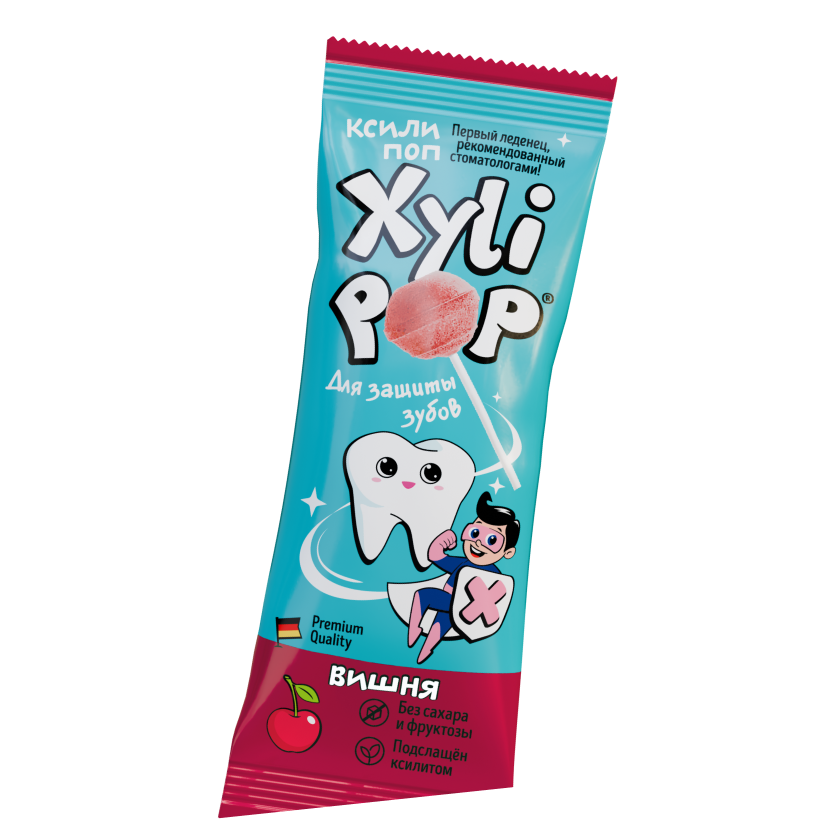 ксили
поп
Первый леденец,
рекомендованный
стоматологами!
Xyli
POP®
Для защиты
зубов
X
Premium
Quality
вишня
Без сахара
и фруктозы
Подслащён
ксилитом